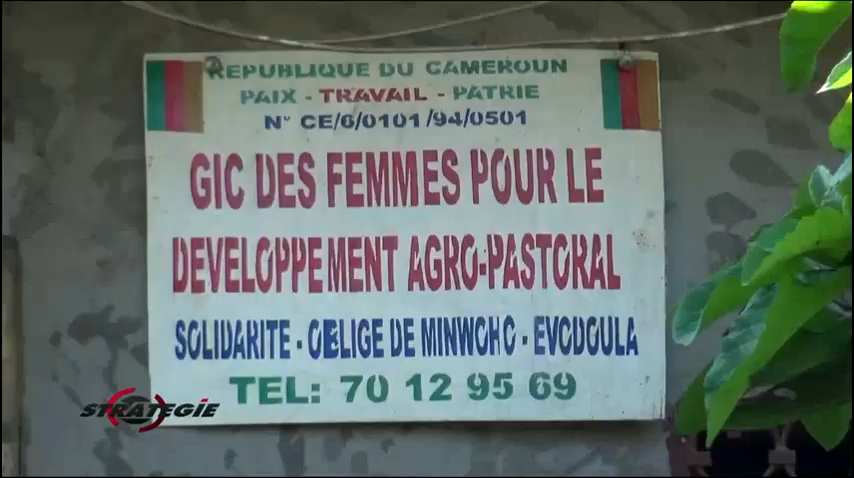 REPUBLIQUE DU CAMEROUN
PAIX - TRAVAIL - PATRIE
N° CE/6/0101/94/0501
GIC DES FEMMES POUR LE
DEVELOPPEMENT AGRO-PASTORAL
SOLIDARITE - OBLIGE DE MINWOHO - EVODOULA
TEL: 70 12 95 69
STRATEGIE